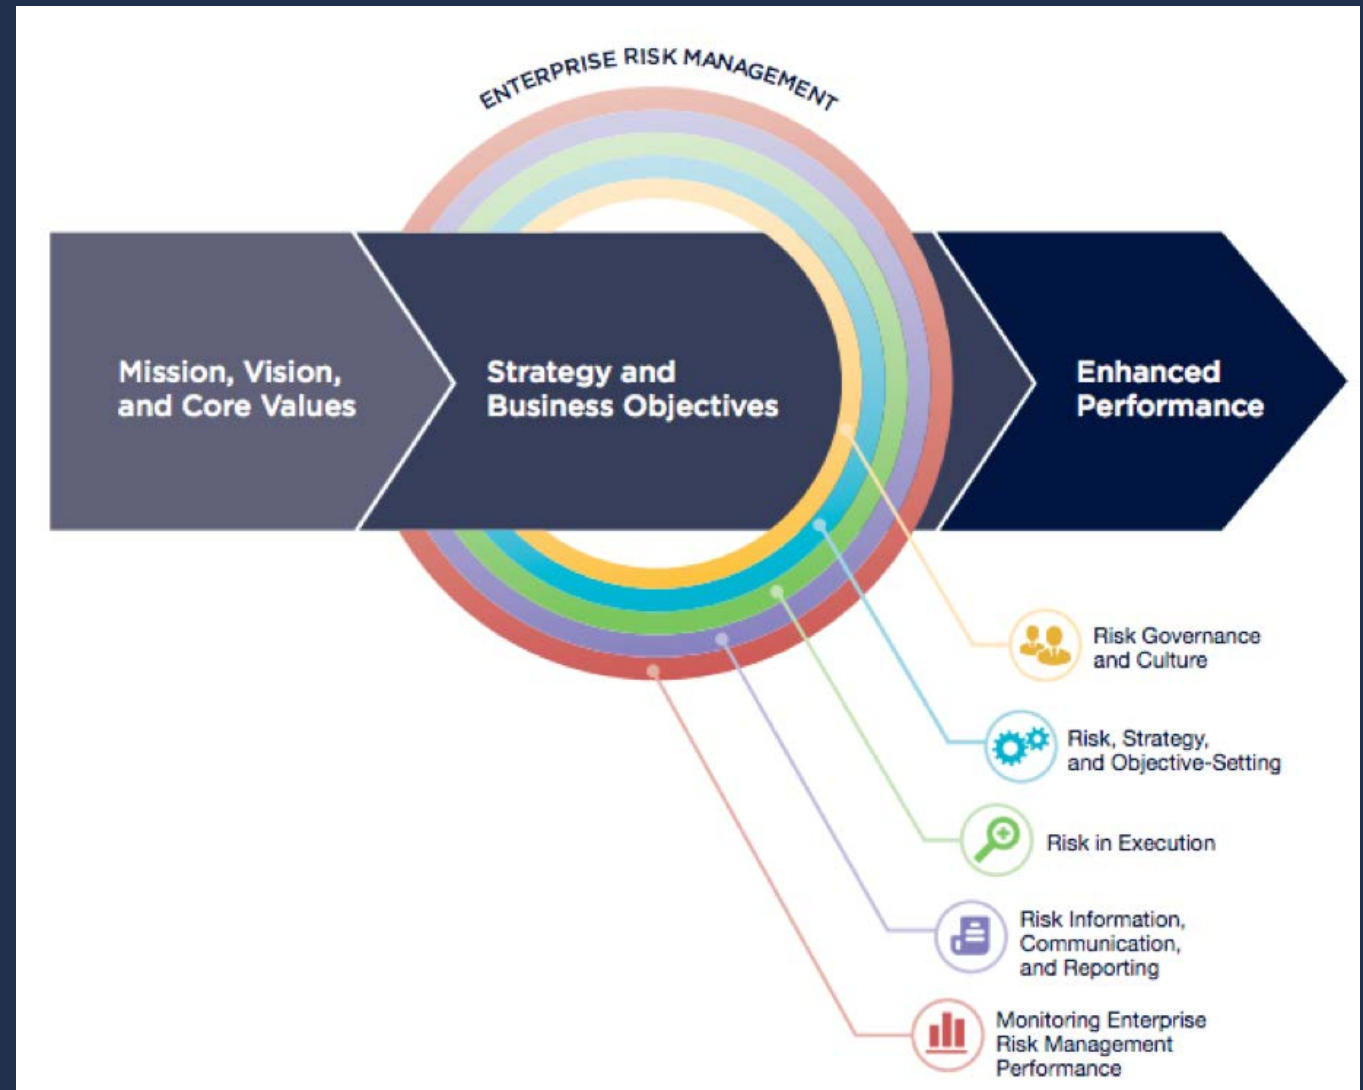 ENTERPRISE RISK MANAGEMENT
Mission, Vision,
and Core Values
Strategy and
Business Objectives
Enhanced
Performance
Risk Governance
and Culture
Risk, Strategy,
and Objective-Setting
Risk in Execution
Risk Information,
Communication,
and Reporting
Monitoring Enterprise
Risk Management
Performance